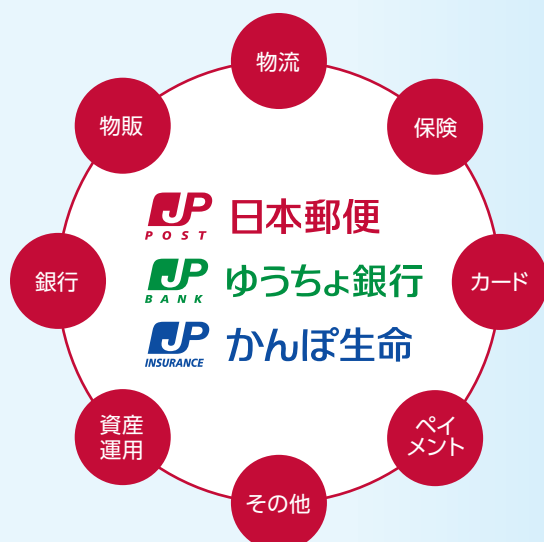 物流
物販
保険
JP POST 日本郵便
銀行
JP BANK ゆうちょ銀行
カード
JP INSURANCE かんぽ生命
資産
運用
ペイ
メント
その他